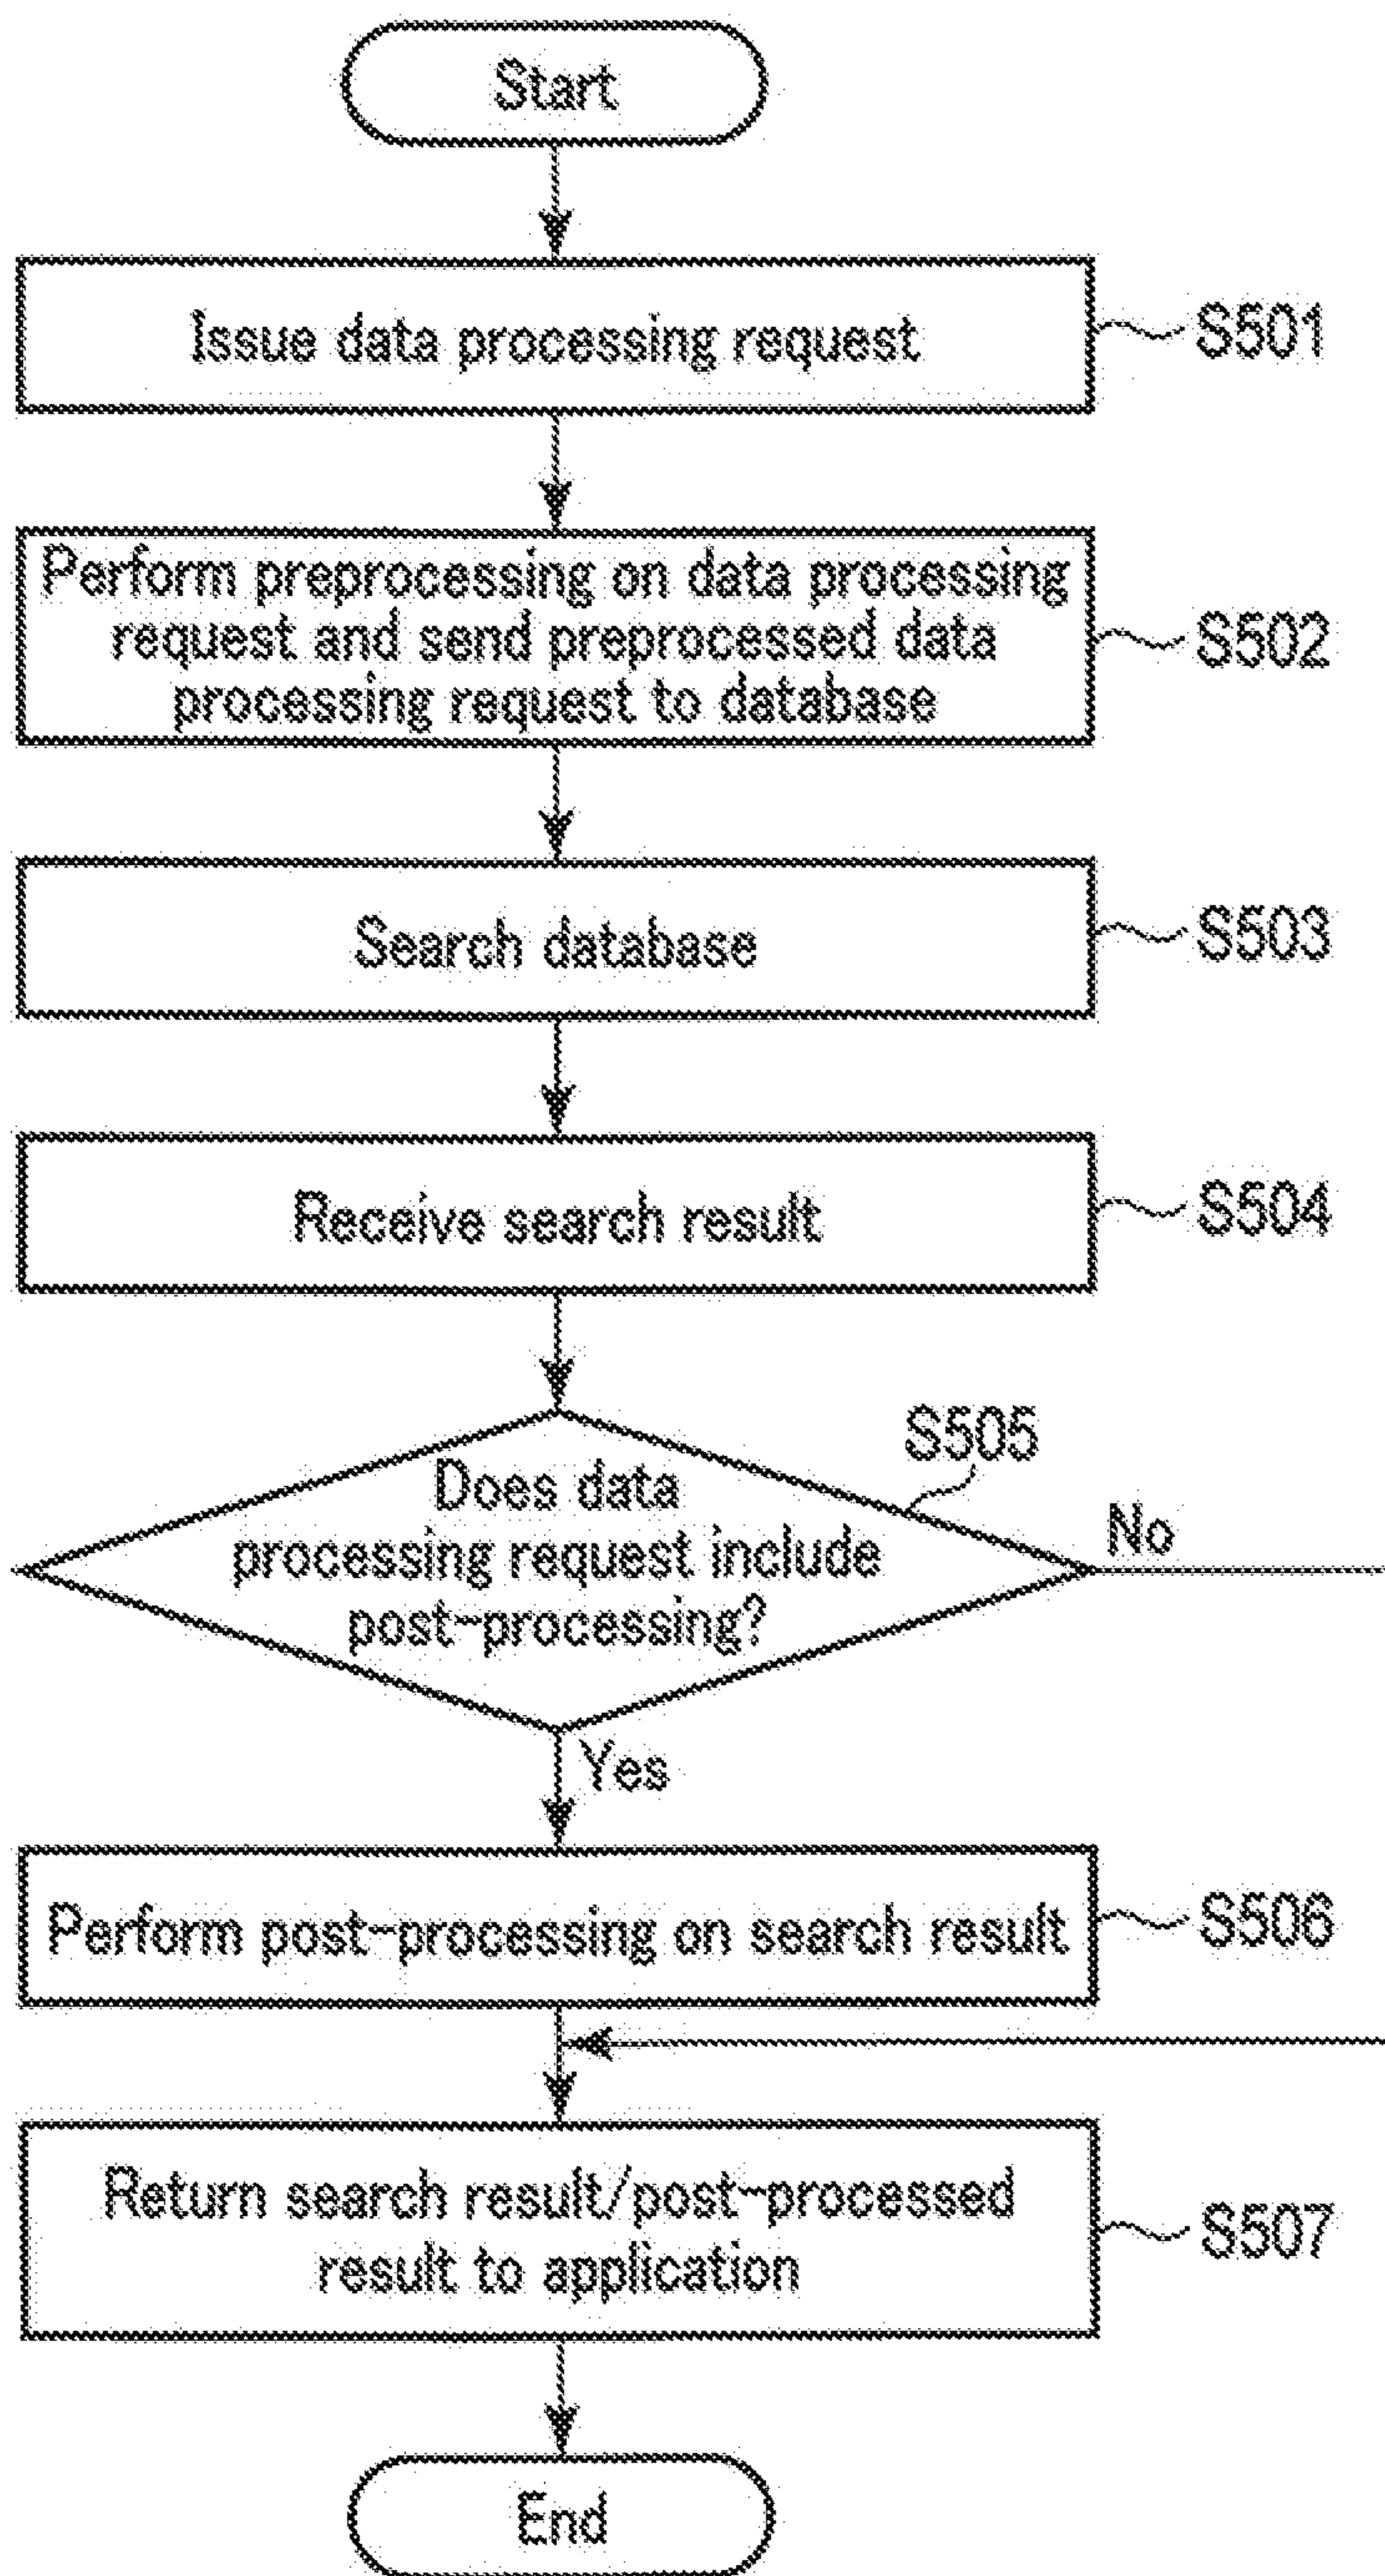 Start
Issue data processing request
S501
Perform preprocessing on data processing
request and send preprocessed data
processing request to database
S502
Search database
S503
Receive search result
S504
S505
Does data
processing request include
post-processing?
No
Yes
Perform post-processing on search result
S506
Return search result/post-processed
result to application
S507
End